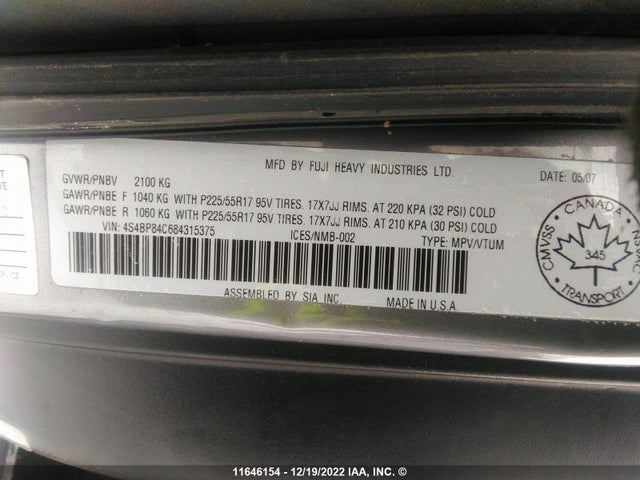 MFD BY FUJI HEAVY INDUSTRIES LTD.
DATE: 05/07
GVWR/PNBV 2100 KG
GAWR/PNBE F 1040 KG WITH P225/55R17 95V TIRES. 17X7JJ RIMS. AT 220 KPA (32 PSI) COLD
GAWR/PNBE R 1060 KG WITH P225/55R17 95V TIRES. 17X7JJ RIMS. AT 210 KPA (30 PSI) COLD
VIN: 4S4BP84C684315375 ICES/NMB-002 TYPE: MPV/VTUM
ASSEMBLED BY SIA, INC. MADE IN U.S.A
CANADA
CMVSS
345
NSVAC
TRANSPORT
11646154 - 12/19/2022 IAA, Inc. ©